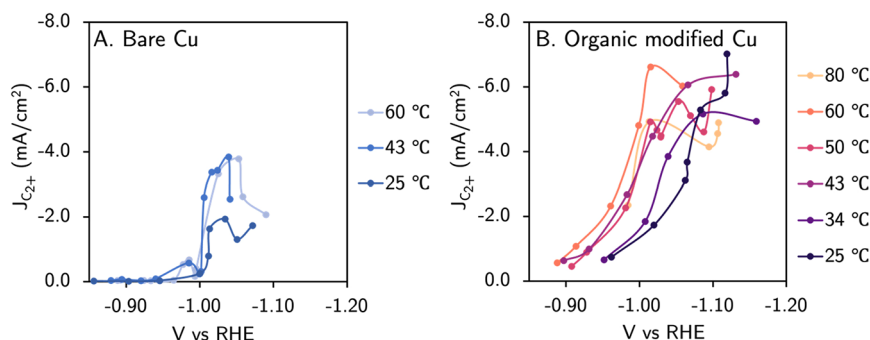 A. Bare Cu
-8.0
-6.0
-4.0
-2.0
0.0
J_C2+ (mA/cm²)
-0.90 -1.00 -1.10 -1.20
V vs RHE
60 °C
43 °C
25 °C
B. Organic modified Cu
-8.0
-6.0
-4.0
-2.0
0.0
J_C2+ (mA/cm²)
-0.90 -1.00 -1.10 -1.20
V vs RHE
80 °C
60 °C
50 °C
43 °C
34 °C
25 °C